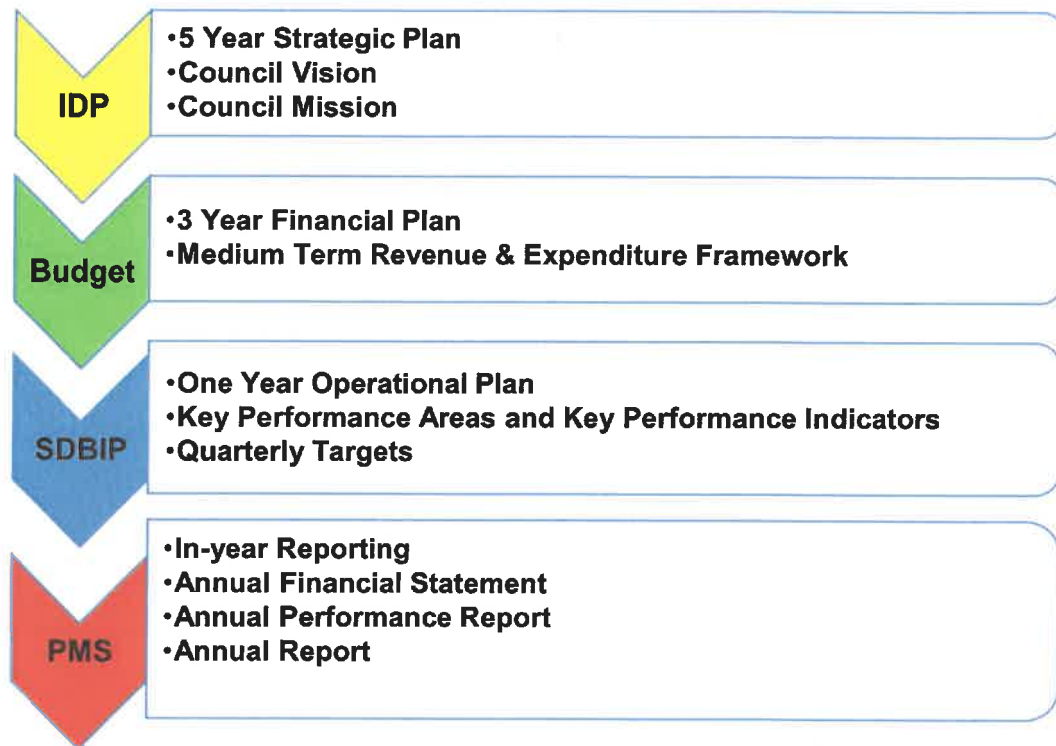 IDP
•5 Year Strategic Plan
•Council Vision
•Council Mission
Budget
•3 Year Financial Plan
•Medium Term Revenue & Expenditure Framework
SDBIP
•One Year Operational Plan
•Key Performance Areas and Key Performance Indicators
•Quarterly Targets
PMS
•In-year Reporting
•Annual Financial Statement
•Annual Performance Report
•Annual Report